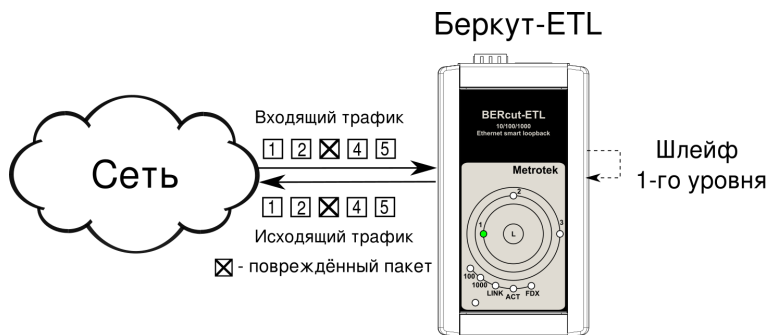 Беркут-ETL
Входящий трафик
1 2 4 5
Сеть
1 2 4 5
Исходящий трафик
- повреждённый пакет
BERcut-ETL
10/100/1000
Ethernet smart loopback
Metrotek
2
1
3
L
100
1000
LINK
ACT
FDX
Шлейф
1-го уровня